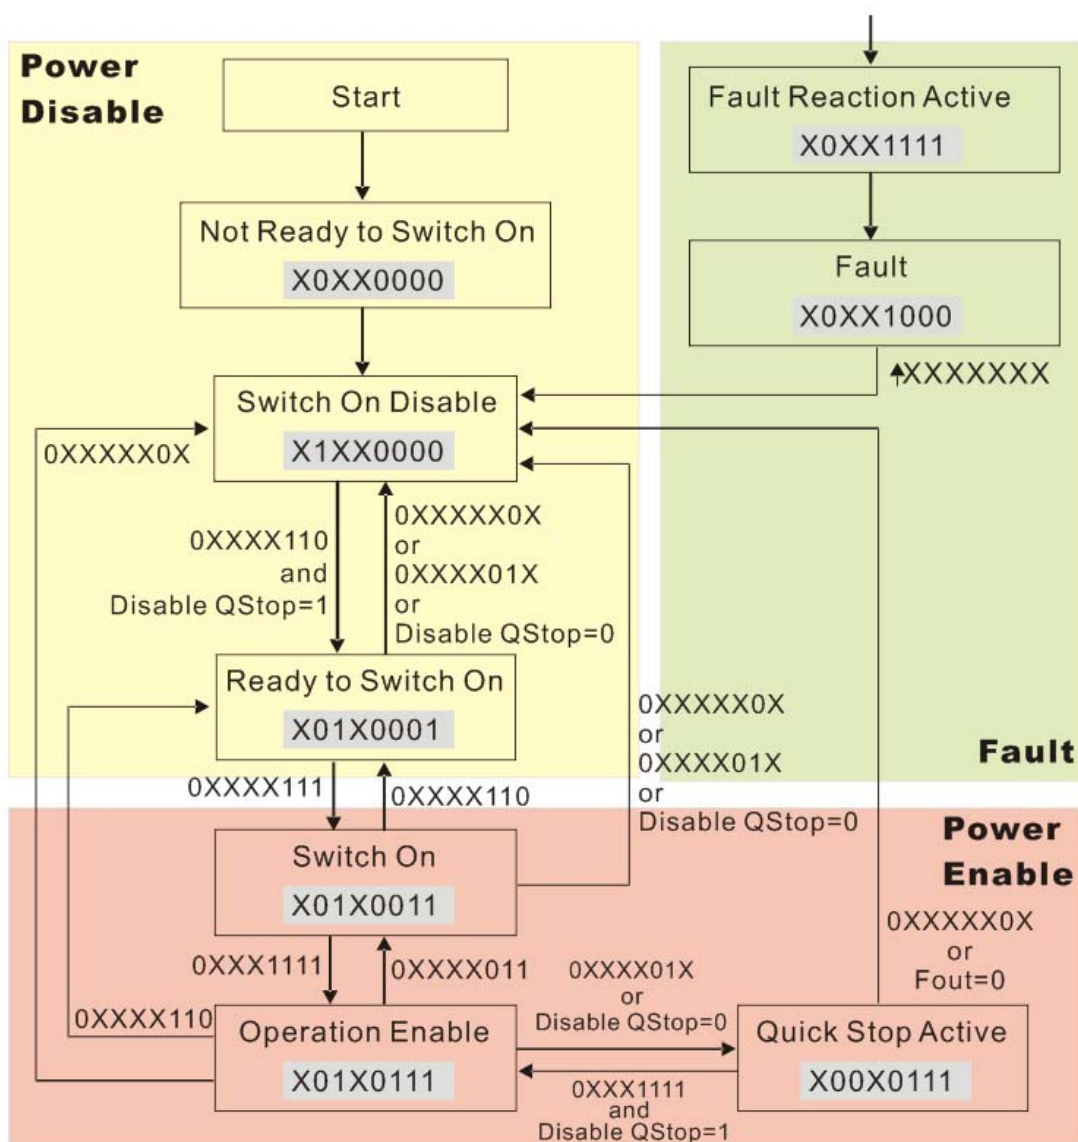 Power
Disable
Start
Not Ready to Switch On
X0XX0000
Switch On Disable
X1XX0000
0XXXXX0X
0XXXX110
and
Disable QStop=1
0XXXXX0X
or
0XXXX01X
or
Disable QStop=0
Ready to Switch On
X01X0001
0XXXX111
0XXXX110
Fault Reaction Active
X0XX1111
Fault
X0XX1000
XXXXXXX
Fault
0XXXXX0X
or
0XXXX01X
or
Disable QStop=0
Power
Enable
Switch On
X01X0011
0XXX1111
0XXXX011
0XXXX110
Operation Enable
X01X0111
0XXXX01X
or
Disable QStop=0
0XXX1111
and
Disable QStop=1
0XXXXX0X
or
Fout=0
Quick Stop Active
X00X0111